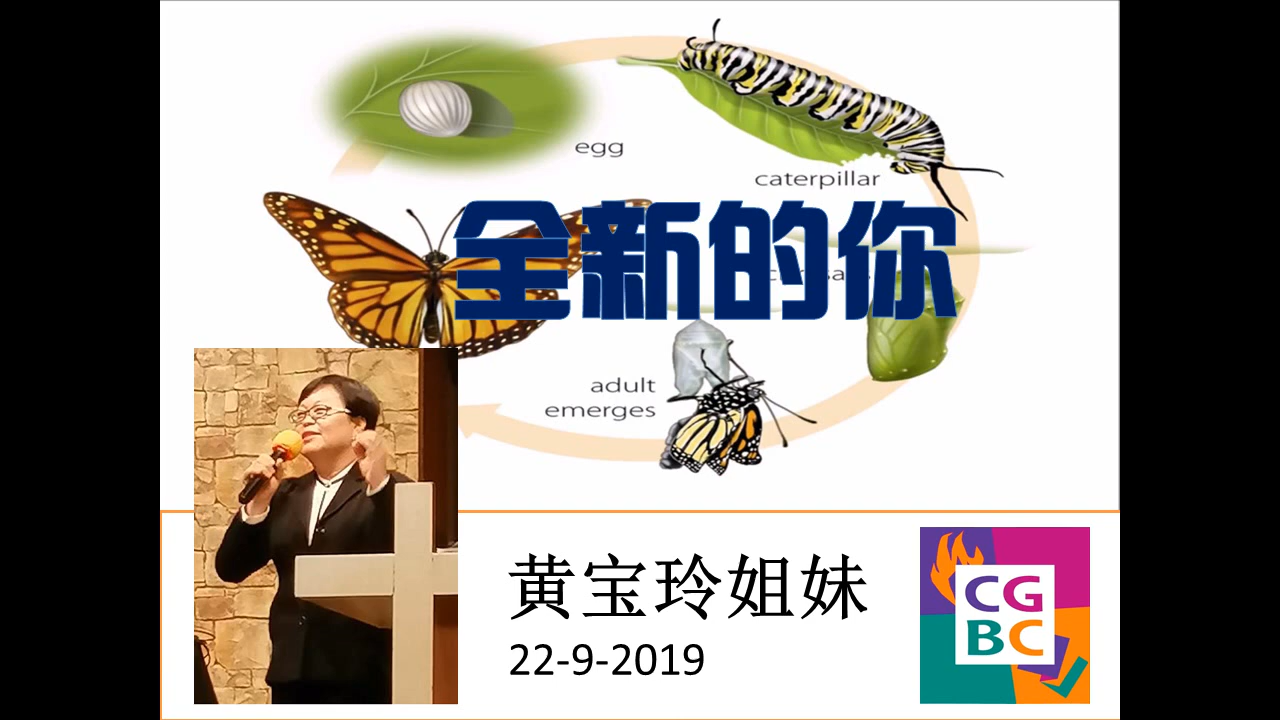 egg
caterpillar
全新的你
adult
emerges
黄宝玲姐妹
22-9-2019
CG
BC